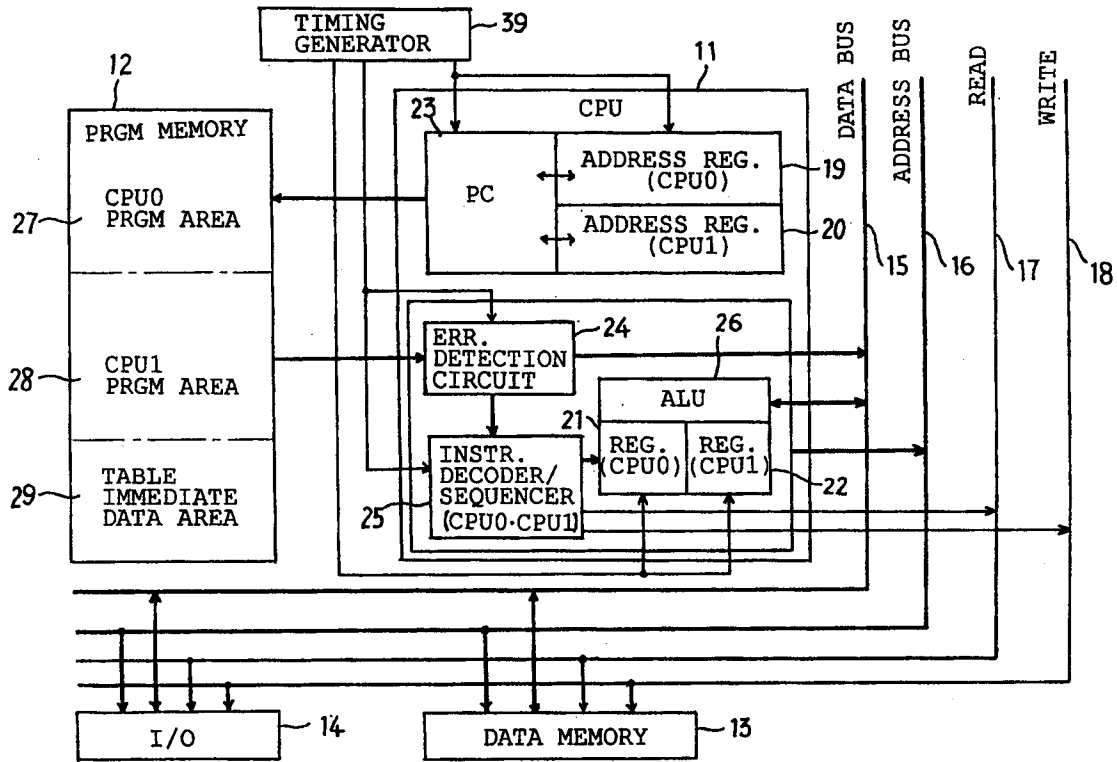 TIMING
GENERATOR
39
12
11
DATA BUS
ADDRESS BUS
READ
WRITE
PRGM MEMORY
CPU
23
PC
ADDRESS REG.
(CPU0)
19
ADDRESS REG.
(CPU1)
20
27
CPU0
PRGM AREA
15
16
17
18
ERR.
DETECTION
CIRCUIT
24
26
28
CPU1
PRGM AREA
ALU
21
REG.
(CPU0)
REG.
(CPU1)
22
29
TABLE
IMMEDIATE
DATA AREA
INSTR.
DECODER/
SEQUENCER
(CPU0·CPU1)
25
I/O
14
DATA MEMORY
13